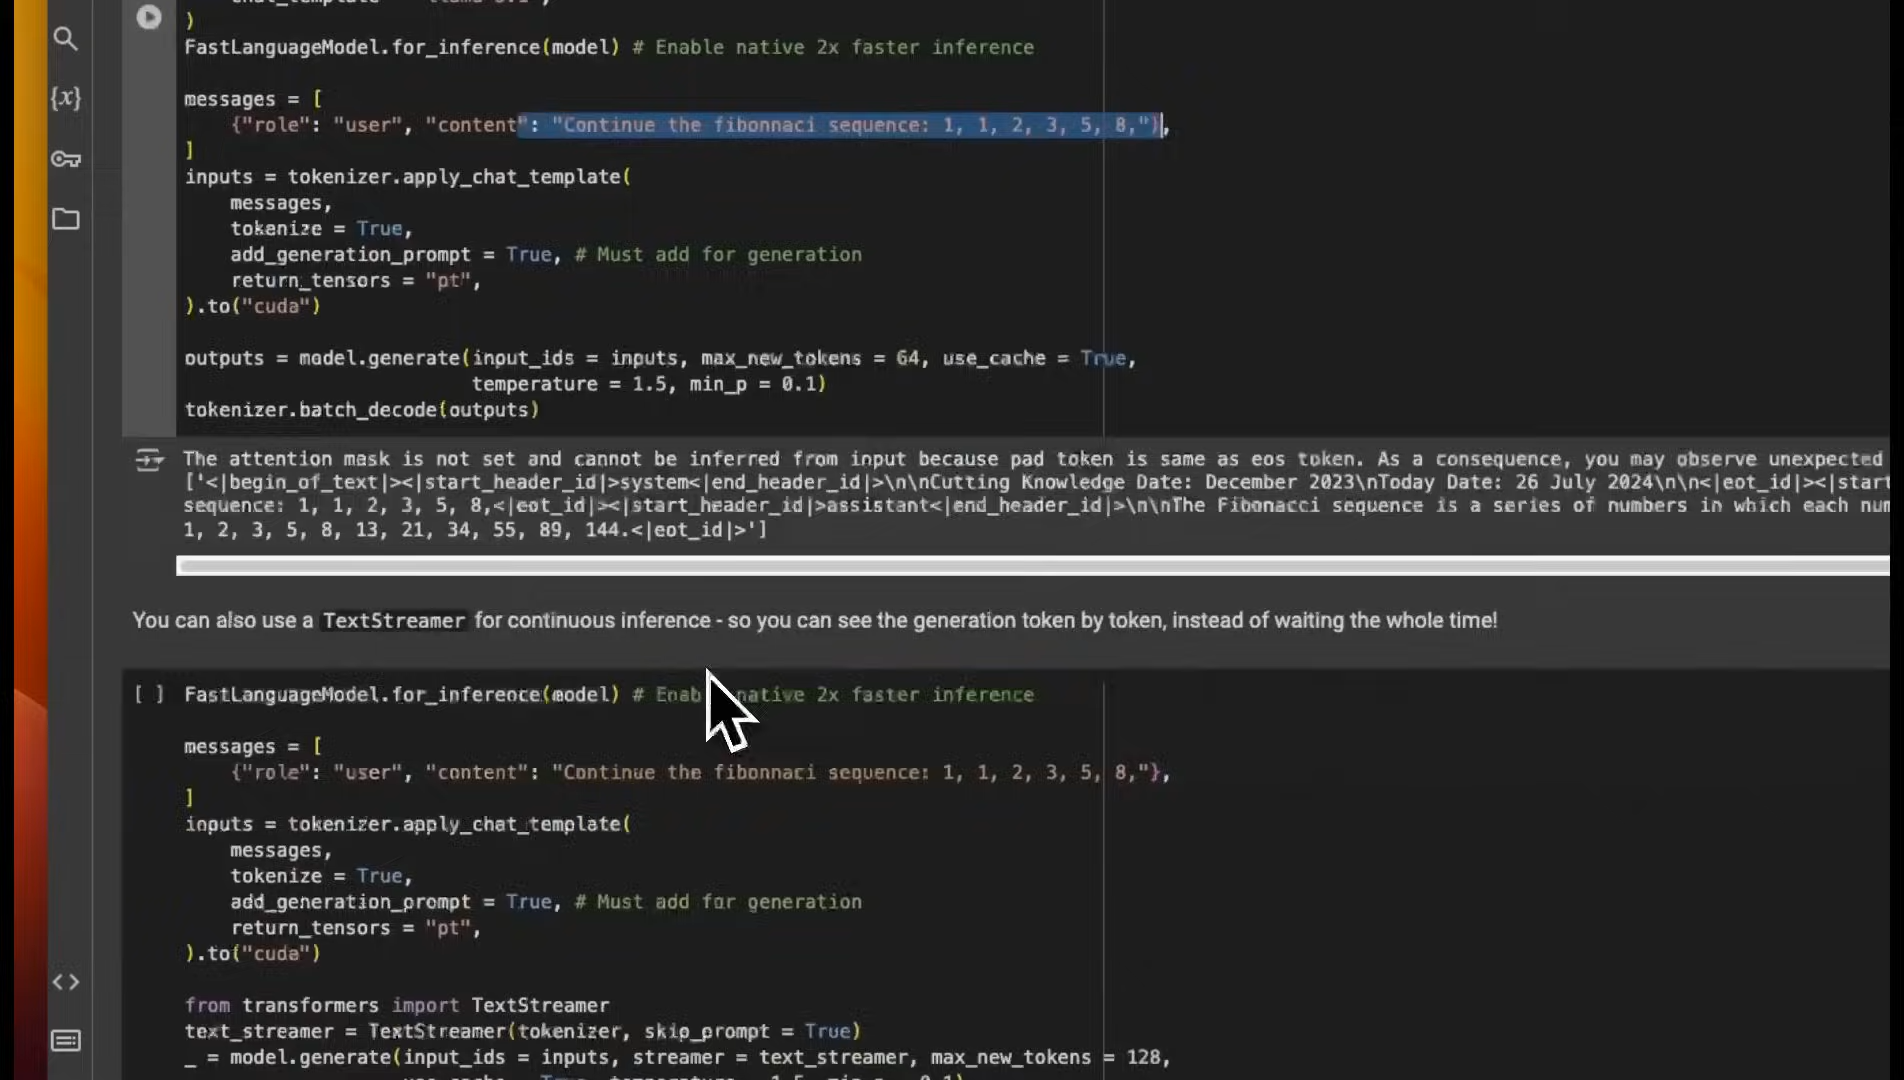 )
FastLanguageModel.for_inference(model) # Enable native 2x faster inference
messages = [
{"role": "user", "content": "Continue the fibonnaci sequence: 1, 1, 2, 3, 5, 8,"},
]
inputs = tokenizer.apply_chat_template(
messages,
tokenize = True,
add_generation_prompt = True, # Must add for generation
return_tensors = "pt",
).to("cuda")
outputs = model.generate(input_ids = inputs, max_new_tokens = 64, use_cache = True,
temperature = 1.5, min_p = 0.1)
tokenizer.batch_decode(outputs)
The attention mask is not set and cannot be inferred from input because pad token is same as eos token. As a consequence, you may observe unexpected
['<|begin_of_text|><|start_header_id|>system<|end_header_id|>\n\nCutting Knowledge Date: December 2023\nToday Date: 26 July 2024\n\n<|eot_id|><|start
sequence: 1, 1, 2, 3, 5, 8,<|eot_id|><|start_header_id|>assistant<|end_header_id|>\n\nThe Fibonacci sequence is a series of numbers in which each num
1, 2, 3, 5, 8, 13, 21, 34, 55, 89, 144.<|eot_id|>']
You can also use a TextStreamer for continuous inference - so you can see the generation token by token, instead of waiting the whole time!
[ ] FastLanguageModel.for_inference(model) # native 2x faster inference
messages = [
{"role": "user", "content": "Continue the fibonnaci sequence: 1, 1, 2, 3, 5, 8,"},
]
inputs = tokenizer.apply_chat_template(
messages,
tokenize = True,
add_generation_prompt = True, # Must add for generation
return_tensors = "pt",
).to("cuda")
from transformers import TextStreamer
text_streamer = TextStreamer(tokenizer, skip_prompt = True)
_ = model.generate(input_ids = inputs, streamer = text_streamer, max_new_tokens = 128,